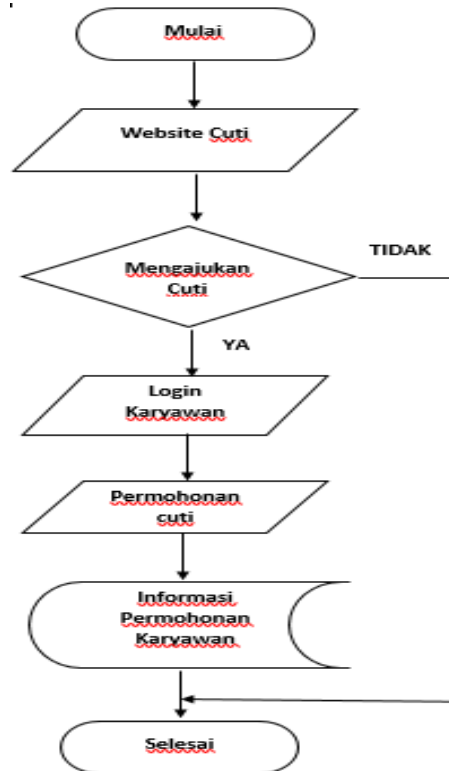 Mulai
Website Cuti
Mengajukan
Cuti
TIDAK
YA
Login
Karyawan
Permohonan
cuti
Informasi
Permohonan
Karyawan
Selesai